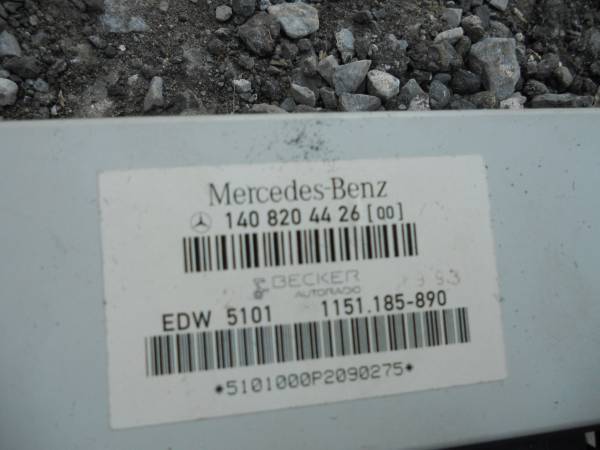 Mercedes-Benz
140 820 44 26 [00]
BECKER
AUTORADIO
EDW 5101 1151.185-890
*5101000P2090275*